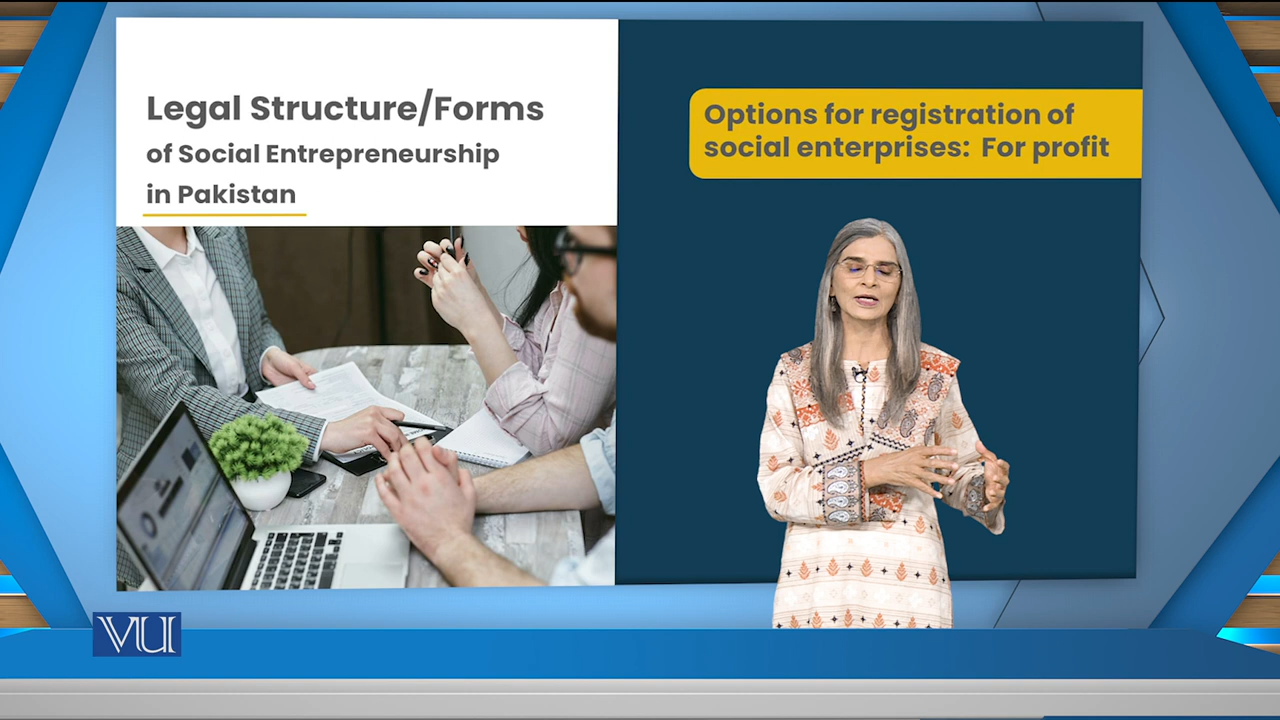 Legal Structure/Forms
of Social Entrepreneurship
in Pakistan
Options for registration of
social enterprises: For profit
VU